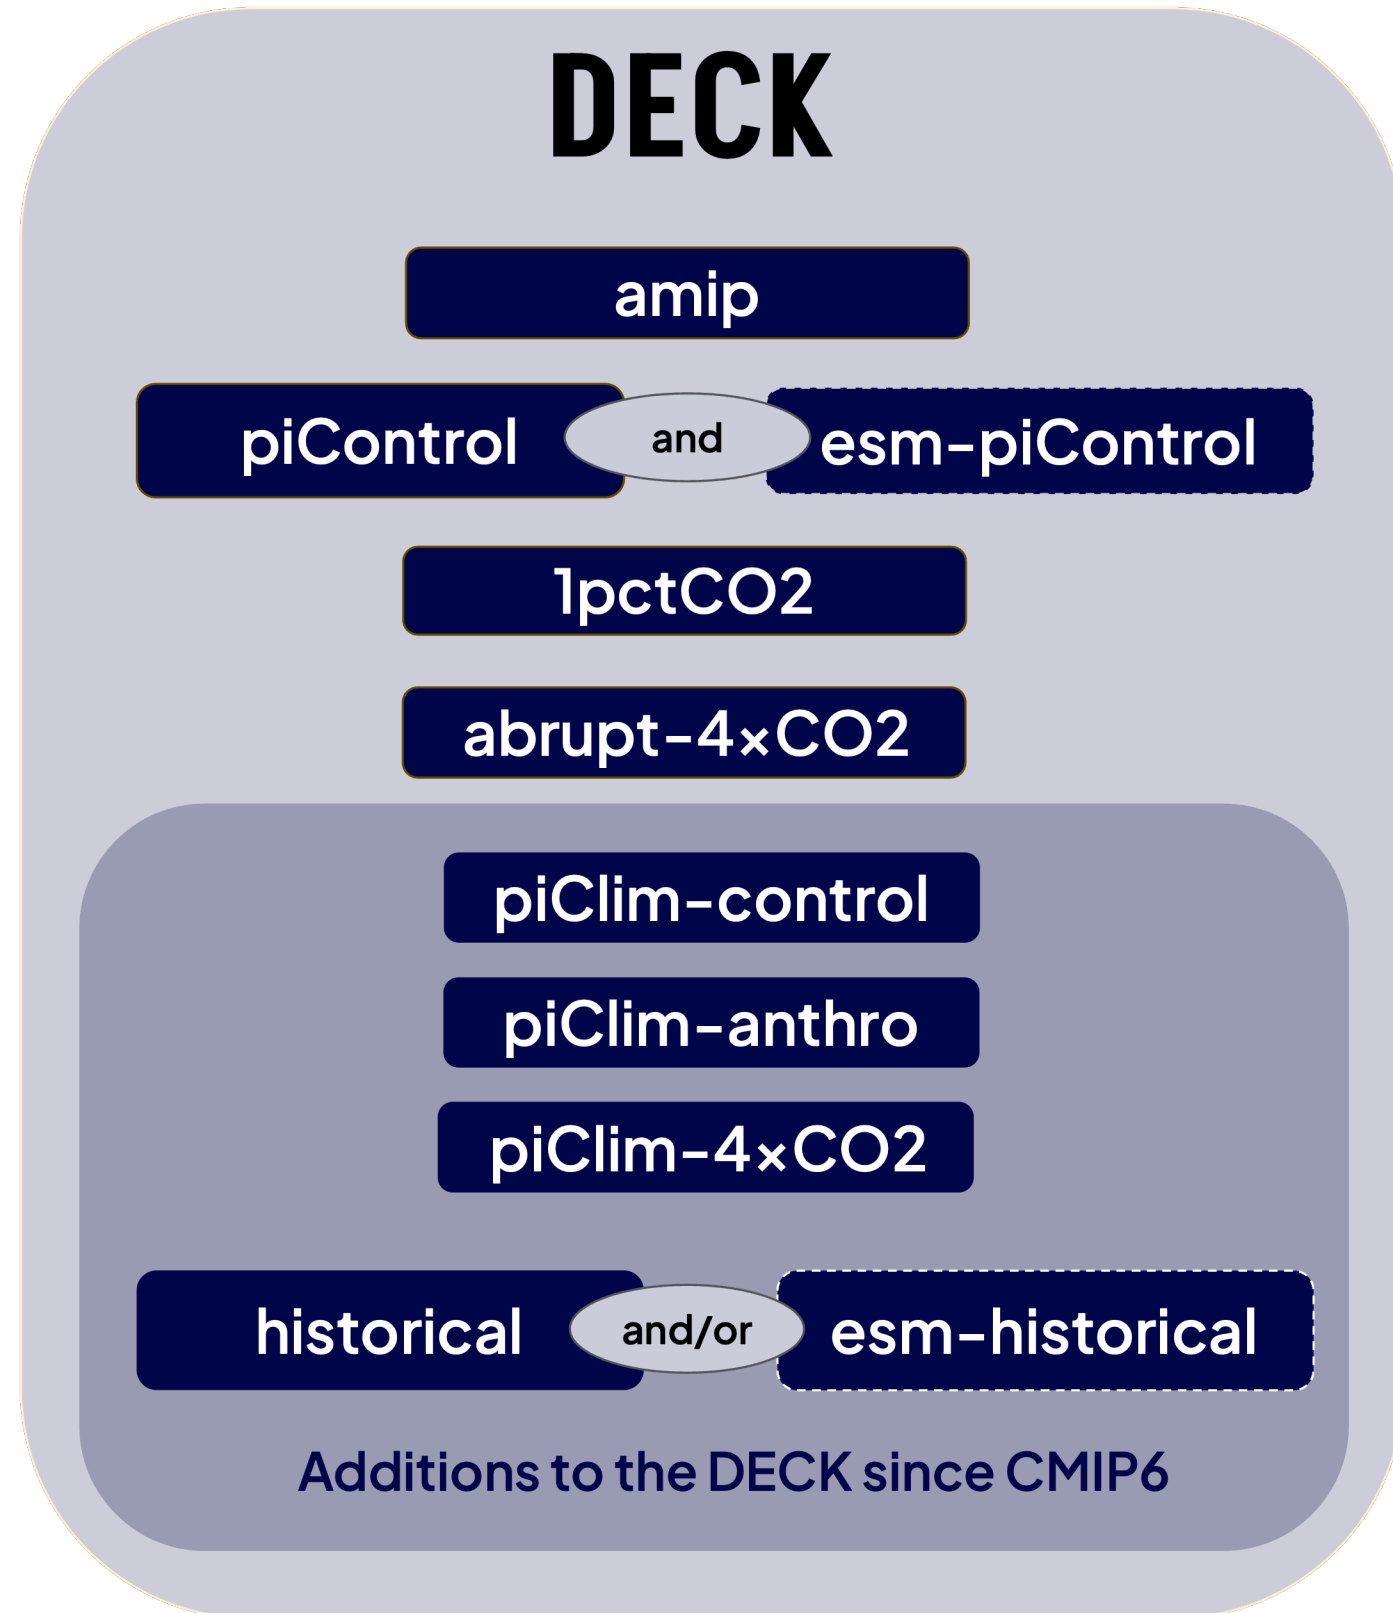 DECK
amip
piControl and esm-piControl
1pctCO2
abrupt-4×CO2
piClim-control
piClim-anthro
piClim-4×CO2
historical and/or esm-historical
Additions to the DECK since CMIP6